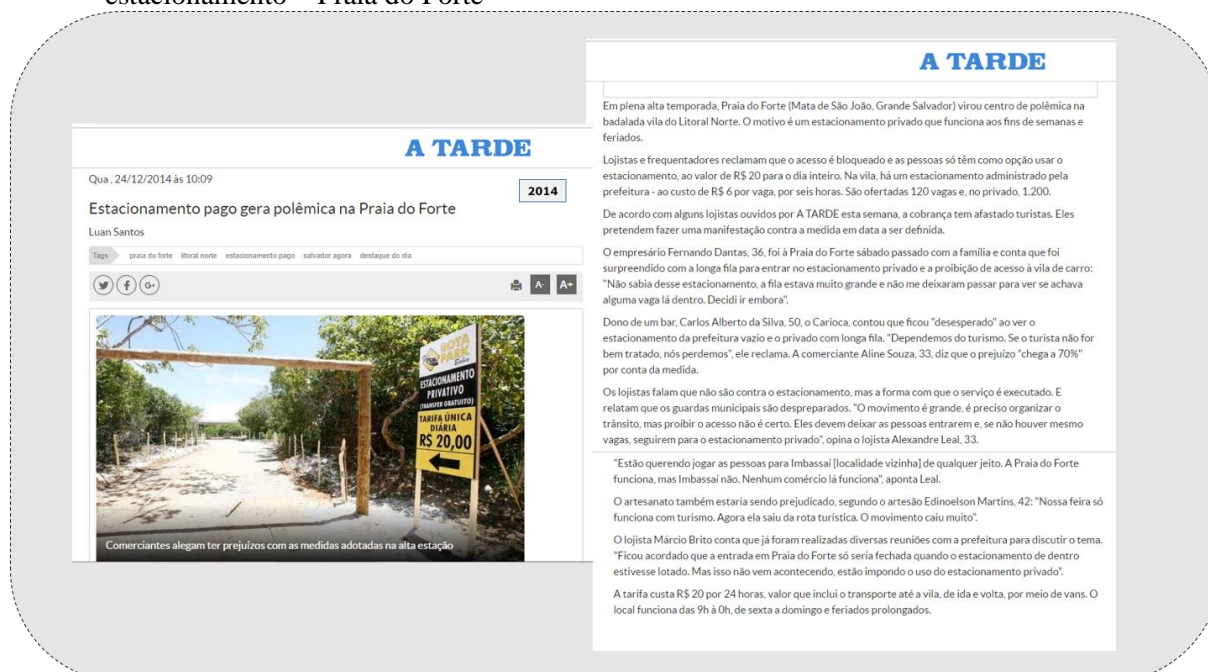 estacionamento – Praia do Forte
A TARDE
Qua , 24/12/2014 às 10:09
2014
Estacionamento pago gera polêmica na Praia do Forte
Luan Santos
Tags praia do forte litoral norte estacionamento pago salvador agora destaque do dia
G+
A- A+
ROTA
PARK
Bahia
ESTACIONAMENTO
PRIVATIVO
(TRANSFER GRATUITO)
TARIFA ÚNICA
DIÁRIA
R$ 20,00
Comerciantes alegam ter prejuízos com as medidas adotadas na alta estação
A TARDE
Em plena alta temporada, Praia do Forte (Mata de São João, Grande Salvador) virou centro de polêmica na
badalada vila do Litoral Norte. O motivo é um estacionamento privado que funciona aos fins de semanas e
feriados.
Lojistas e frequentadores reclamam que o acesso é bloqueado e as pessoas só têm como opção usar o
estacionamento, ao valor de R$ 20 para o dia inteiro. Na vila, há um estacionamento administrado pela
prefeitura - ao custo de R$ 6 por vaga, por seis horas. São ofertadas 120 vagas e, no privado, 1.200.
De acordo com alguns lojistas ouvidos por A TARDE esta semana, a cobrança tem afastado turistas. Eles
pretendem fazer uma manifestação contra a medida em data a ser definida.
O empresário Fernando Dantas, 36, foi à Praia do Forte sábado passado com a família e conta que foi
surpreendido com a longa fila para entrar no estacionamento privado e a proibição de acesso à vila de carro:
"Não sabia desse estacionamento, a fila estava muito grande e não me deixaram passar para ver se achava
alguma vaga lá dentro. Decidi ir embora".
Dono de um bar, Carlos Alberto da Silva, 50, o Carioca, contou que ficou "desesperado" ao ver o
estacionamento da prefeitura vazio e o privado com longa fila. "Dependemos do turismo. Se o turista não for
bem tratado, nós perdemos", ele reclama. A comerciante Aline Souza, 33, diz que o prejuízo "chega a 70%"
por conta da medida.
Os lojistas falam que não são contra o estacionamento, mas a forma com que o serviço é executado. E
relatam que os guardas municipais são despreparados. "O movimento é grande, é preciso organizar o
trânsito, mas proibir o acesso não é certo. Eles devem deixar as pessoas entrarem e, se não houver mesmo
vagas, seguirem para o estacionamento privado", opina o lojista Alexandre Leal, 33.
"Estão querendo jogar as pessoas para Imbassaí [localidade vizinha] de qualquer jeito. A Praia do Forte
funciona, mas Imbassaí não. Nenhum comércio lá funciona", aponta Leal.
O artesanato também estaria sendo prejudicado, segundo o artesão Edinoelson Martins, 42: "Nossa feira só
funciona com turismo. Agora ela saiu da rota turística. O movimento caiu muito".
O lojista Márcio Brito conta que já foram realizadas diversas reuniões com a prefeitura para discutir o tema.
"Ficou acordado que a entrada em Praia do Forte só seria fechada quando o estacionamento de dentro
estivesse lotado. Mas isso não vem acontecendo, estão impondo o uso do estacionamento privado".
A tarifa custa R$ 20 por 24 horas, valor que inclui o transporte até a vila, de ida e volta, por meio de vans. O
local funciona das 9h à 0h, de sexta a domingo e feriados prolongados.